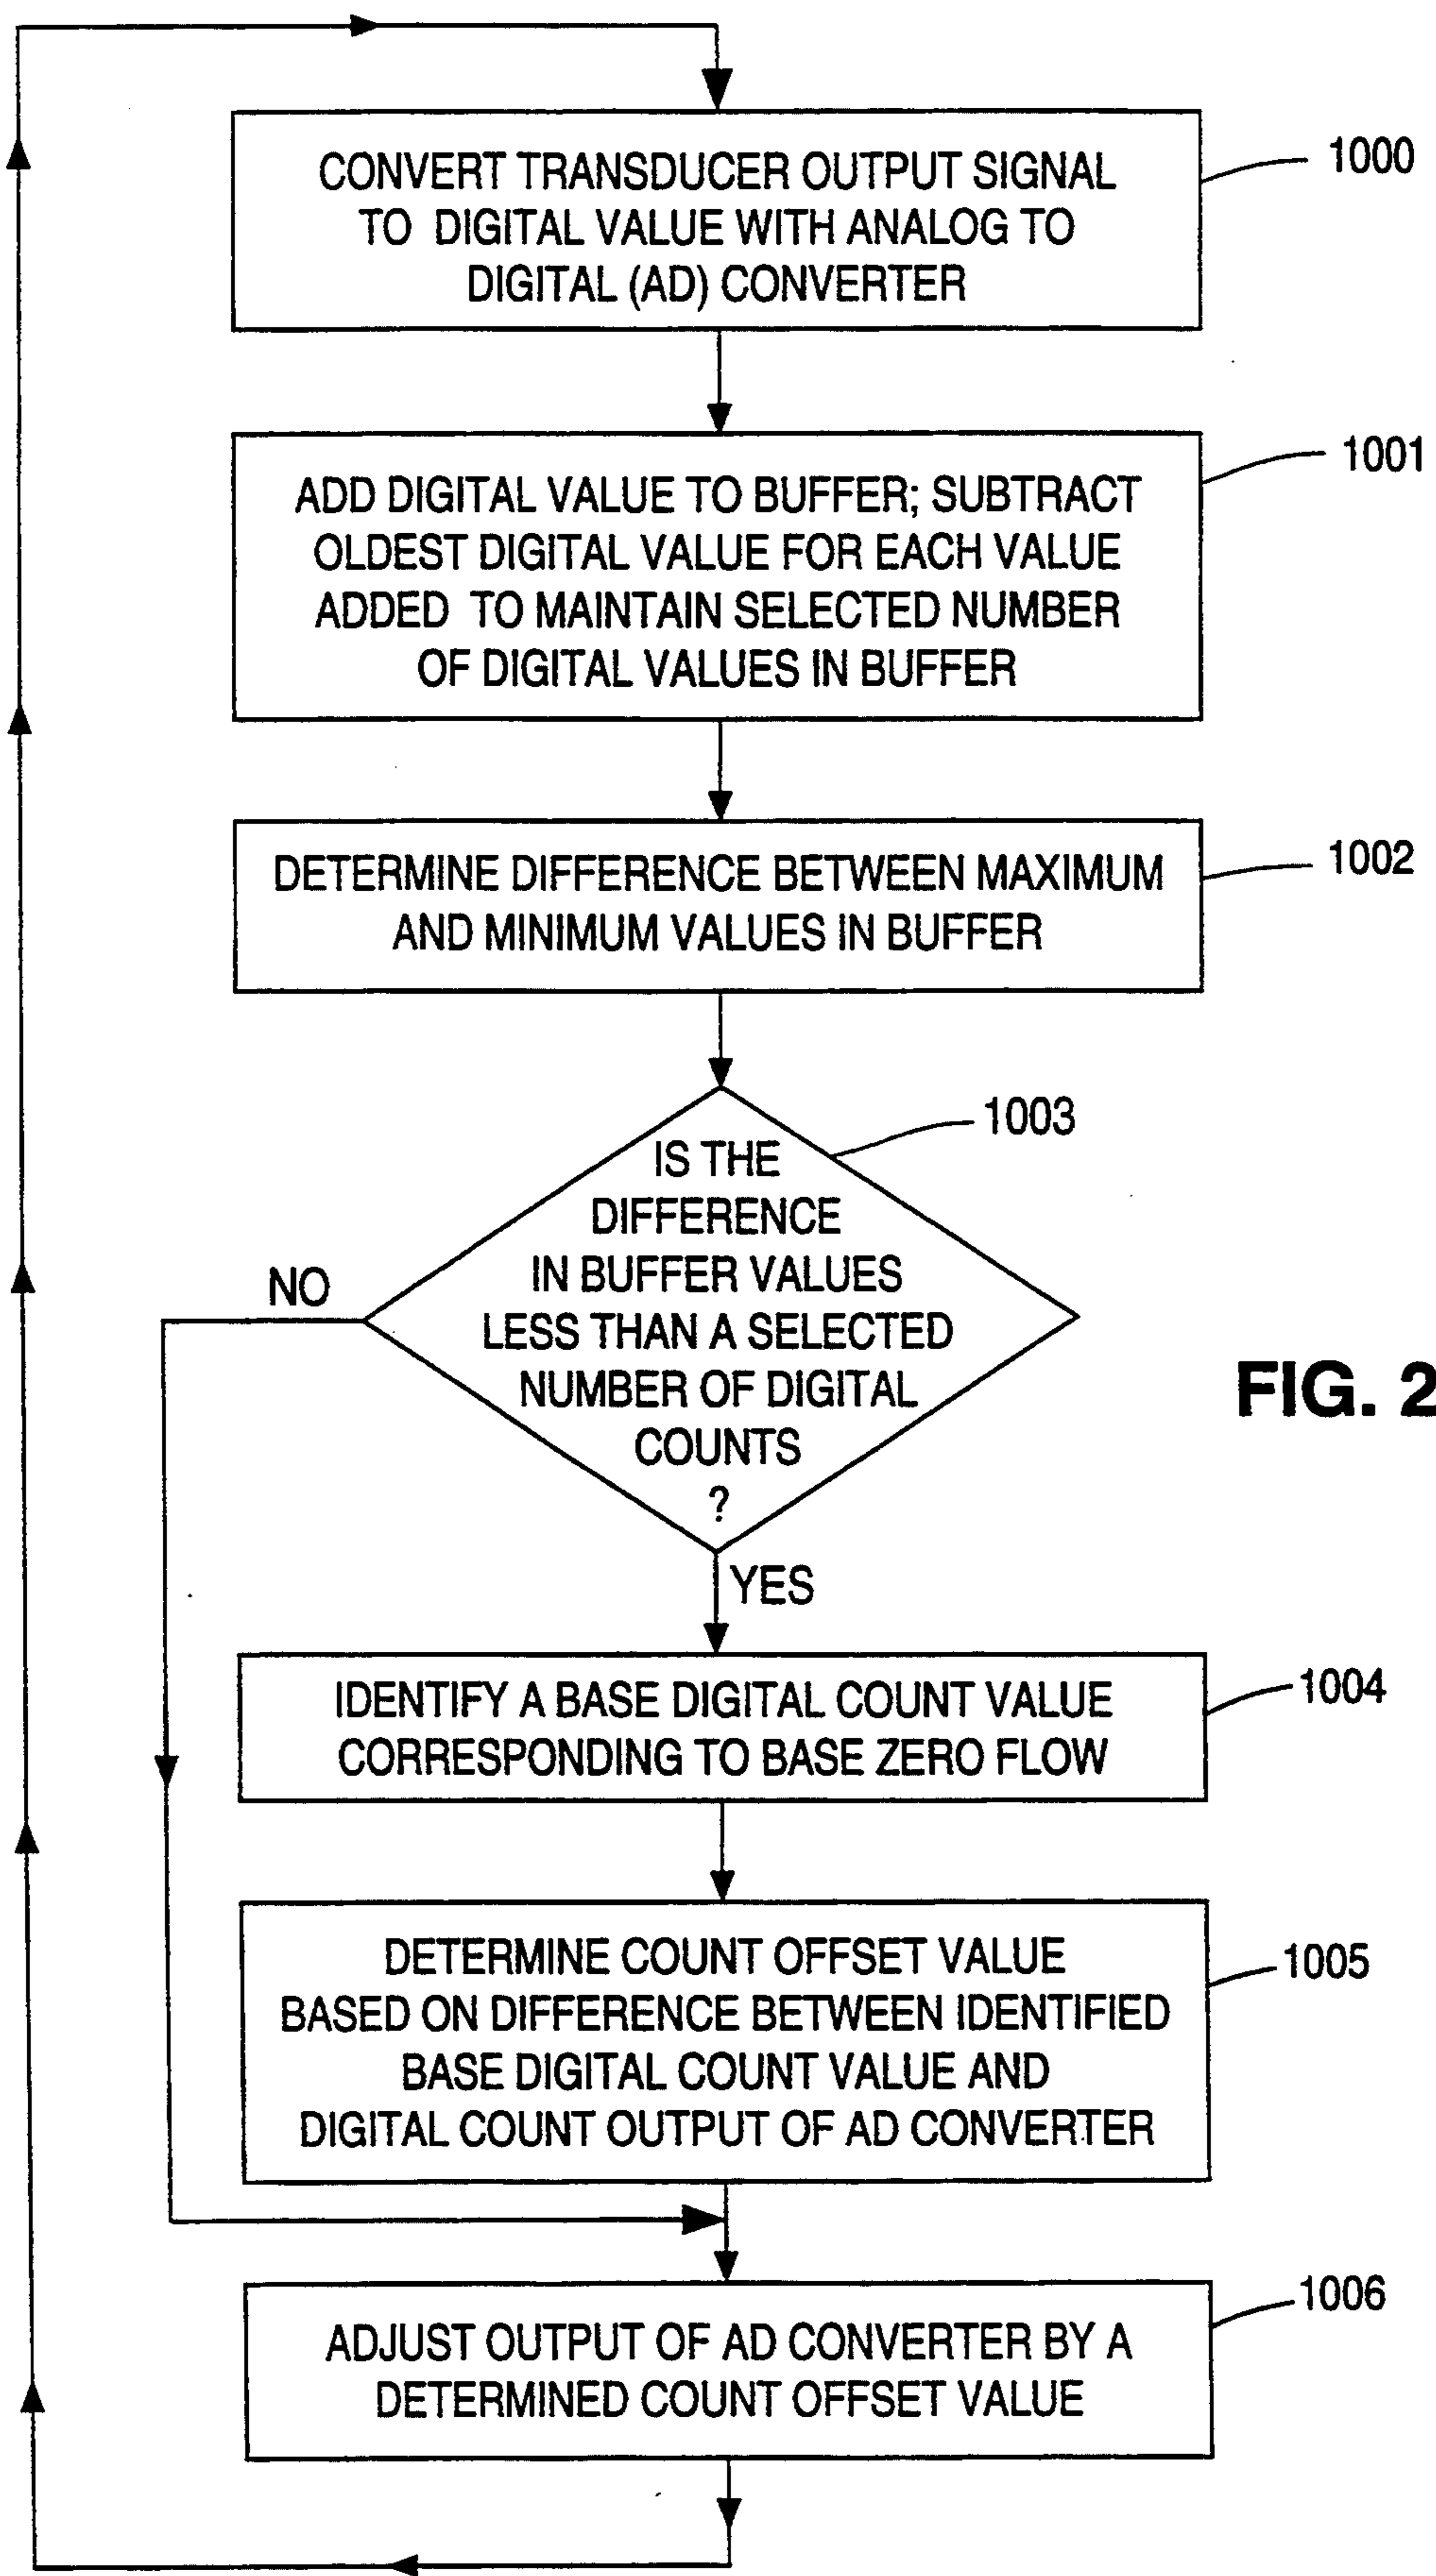 CONVERT TRANSDUCER OUTPUT SIGNAL
TO DIGITAL VALUE WITH ANALOG TO
DIGITAL (AD) CONVERTER
1000
ADD DIGITAL VALUE TO BUFFER; SUBTRACT
OLDEST DIGITAL VALUE FOR EACH VALUE
ADDED TO MAINTAIN SELECTED NUMBER
OF DIGITAL VALUES IN BUFFER
1001
DETERMINE DIFFERENCE BETWEEN MAXIMUM
AND MINIMUM VALUES IN BUFFER
1002
1003
IS THE
DIFFERENCE
IN BUFFER VALUES
LESS THAN A SELECTED
NUMBER OF DIGITAL
COUNTS
?
NO
FIG. 2
YES
IDENTIFY A BASE DIGITAL COUNT VALUE
CORRESPONDING TO BASE ZERO FLOW
1004
DETERMINE COUNT OFFSET VALUE
BASED ON DIFFERENCE BETWEEN IDENTIFIED
BASE DIGITAL COUNT VALUE AND
DIGITAL COUNT OUTPUT OF AD CONVERTER
1005
ADJUST OUTPUT OF AD CONVERTER BY A
DETERMINED COUNT OFFSET VALUE
1006